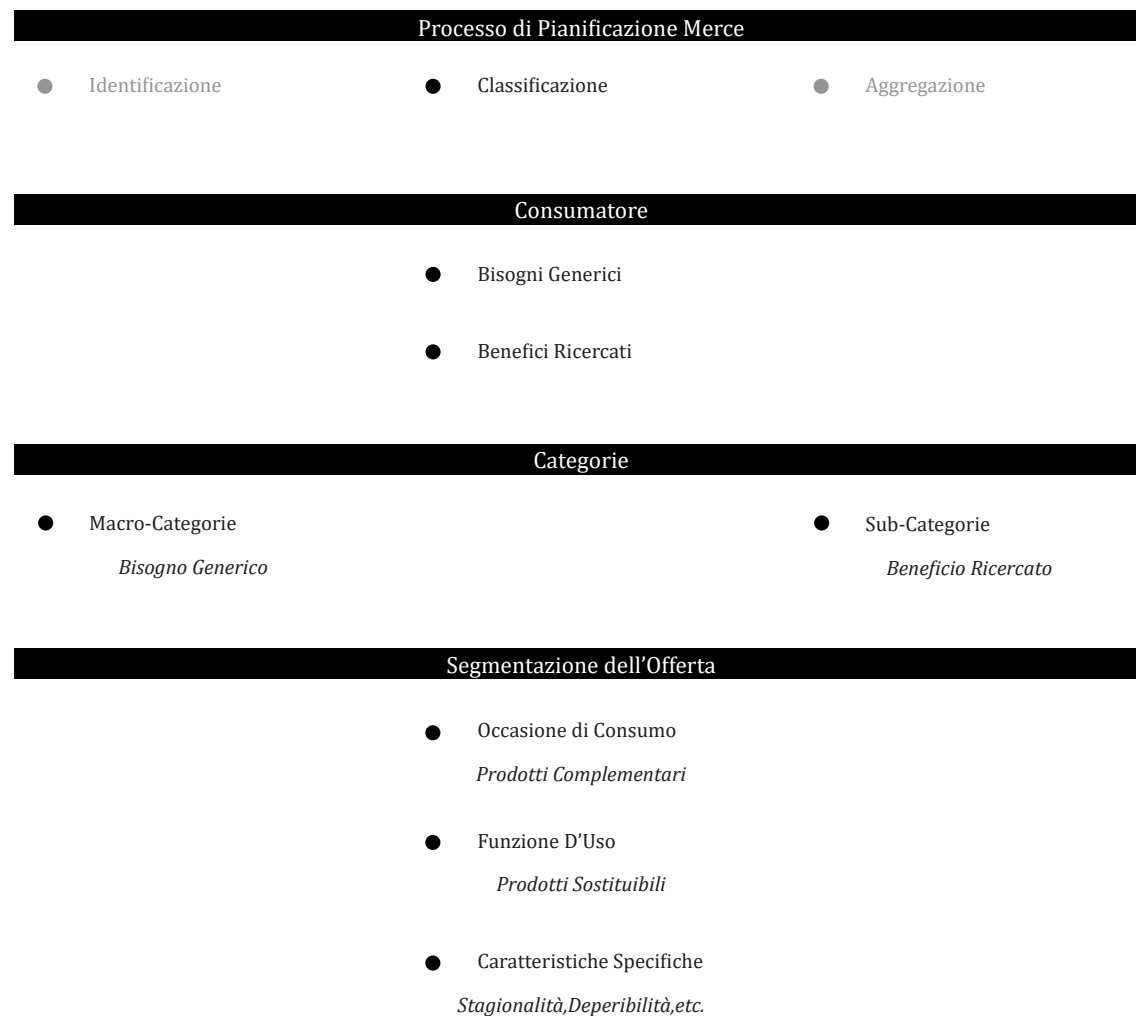 Processo di Pianificazione Merce
Identificazione
Classificazione
Aggregazione
Consumatore
Bisogni Generici
Benefici Ricercati
Categorie
Macro-Categorie
Bisogno Generico
Sub-Categorie
Beneficio Ricercato
Segmentazione dell’Offerta
Occasione di Consumo
Prodotti Complementari
Funzione D’Uso
Prodotti Sostituibili
Caratteristiche Specifiche
Stagionalità,Deperibilità,etc.